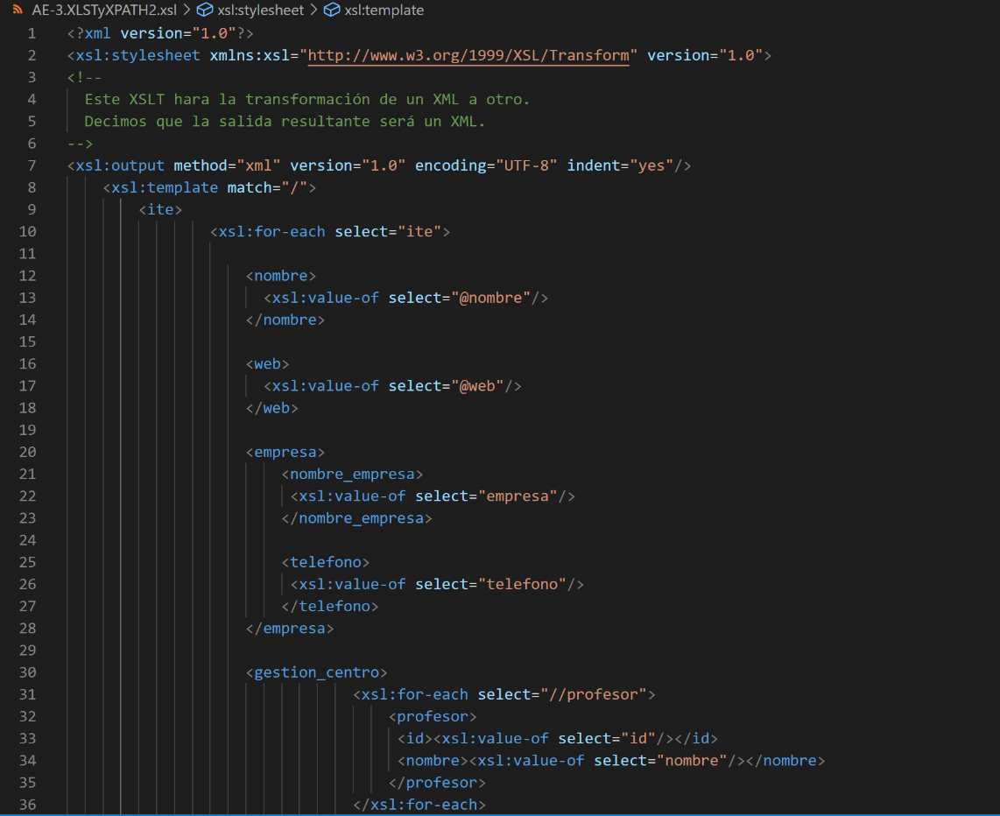 AE-3.XLSTyXPATH2.xsl > xsl:stylesheet > xsl:template
1 <?xml version="1.0"?>
2 <xsl:stylesheet xmlns:xsl="http://www.w3.org/1999/XSL/Transform" version="1.0">
3 <!--
4 Este XSLT hara la transformación de un XML a otro.
5 Decimos que la salida resultante será un XML.
6 -->
7 <xsl:output method="xml" version="1.0" encoding="UTF-8" indent="yes"/>
8 <xsl:template match="/">
9 <ite>
10 <xsl:for-each select="ite">
11
12 <nombre>
13 <xsl:value-of select="@nombre"/>
14 </nombre>
15
16 <web>
17 <xsl:value-of select="@web"/>
18 </web>
19
20 <empresa>
21 <nombre_empresa>
22 <xsl:value-of select="empresa"/>
23 </nombre_empresa>
24
25 <telefono>
26 <xsl:value-of select="telefono"/>
27 </telefono>
28 </empresa>
29
30 <gestion_centro>
31 <xsl:for-each select="//profesor">
32 <profesor>
33 <id><xsl:value-of select="id"/></id>
34 <nombre><xsl:value-of select="nombre"/></nombre>
35 </profesor>
36 </xsl:for-each>